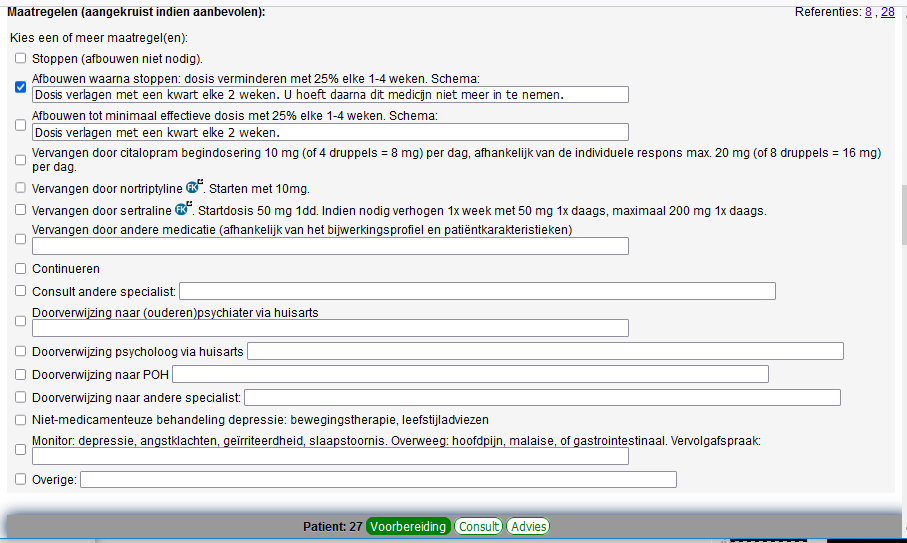 Maatregelen (aangekruist indien aanbevolen):
Referenties: 8 , 28
Kies een of meer maatregel(en):
Stoppen (afbouwen niet nodig).
Afbouwen waarna stoppen: dosis verminderen met 25% elke 1-4 weken. Schema:
Dosis verlagen met een kwart elke 2 weken. U hoeft daarna dit medicijn niet meer in te nemen.
Afbouwen tot minimaal effectieve dosis met 25% elke 1-4 weken. Schema:
Dosis verlagen met een kwart elke 2 weken.
Vervangen door citalopram begindosering 10 mg (of 4 druppels = 8 mg) per dag, afhankelijk van de individuele respons max. 20 mg (of 8 druppels = 16 mg)
per dag.
Vervangen door nortriptyline FK. Starten met 10mg.
Vervangen door sertraline FK. Startdosis 50 mg 1dd. Indien nodig verhogen 1x week met 50 mg 1x daags, maximaal 200 mg 1x daags.
Vervangen door andere medicatie (afhankelijk van het bijwerkingsprofiel en patiëntkarakteristieken)
Continueren
Consult andere specialist:
Doorverwijzing naar (ouderen)psychiater via huisarts
Doorverwijzing psycholoog via huisarts
Doorverwijzing naar POH
Doorverwijzing naar andere specialist:
Niet-medicamenteuze behandeling depressie: bewegingstherapie, leefstijladviezen
Monitor: depressie, angstklachten, geïrriteerdheid, slaapstoornis. Overweeg: hoofdpijn, malaise, of gastrointestinaal. Vervolgafspraak:
Overige:
Patient: 27 Voorbereiding Consult Advies